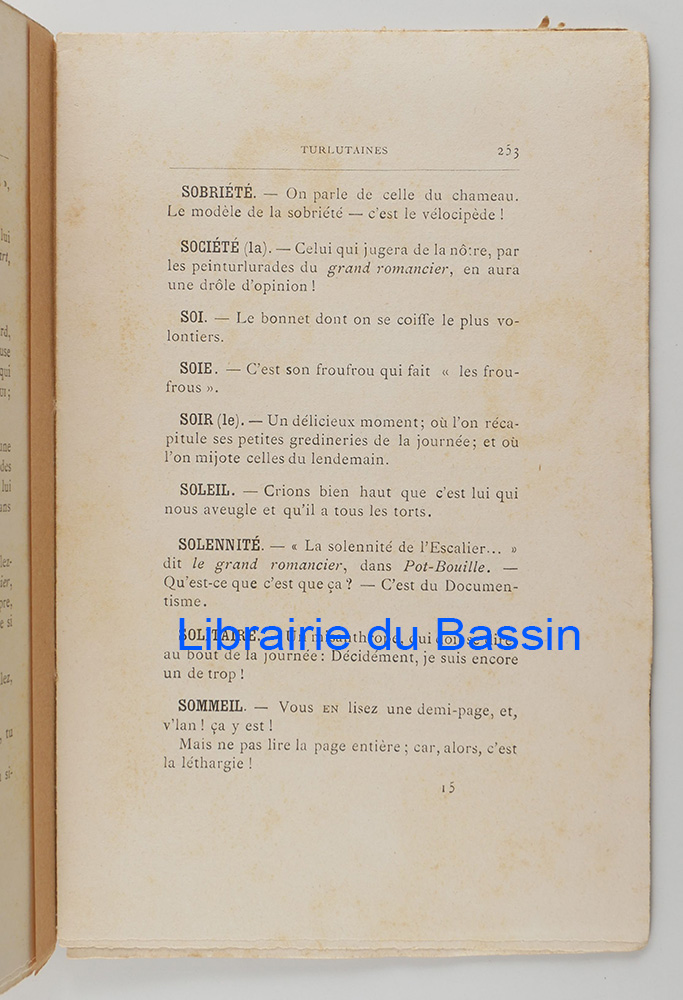 TURLUTAINES 253
SOBRIÉTÉ. — On parle de celle du chameau.
Le modèle de la sobriété — c'est le vélocipède !
SOCIÉTÉ (la). — Celui qui jugera de la nôtre, par
les peinturlurades du grand romancier, en aura
une drôle d'opinion !
SOI. — Le bonnet dont on se coiffe le plus vo-
lontiers.
SOIE. — C'est son froufrou qui fait « les frou-
frous ».
SOIR (le). — Un délicieux moment ; où l'on réca-
pitule ses petites gredineries de la journée ; et où
l'on mijote celles du lendemain.
SOLEIL. — Crions bien haut que c'est lui qui
nous aveugle et qu'il a tous les torts.
SOLENNITÉ. — « La solennité de l'Escalier... »
dit le grand romancier, dans Pot-Bouille. —
Qu'est-ce que c'est que ça ? — C'est du Documen-
tisme.
SOLITAIRE. — Un misanthrope, qui doit se dire,
Librairie du Bassin
au bout de la journée : Décidément, je suis encore
un de trop !
SOMMEIL. — Vous EN lisez une demi-page, et,
v'lan ! ça y est !
Mais ne pas lire la page entière ; car, alors, c'est
la léthargie !
15